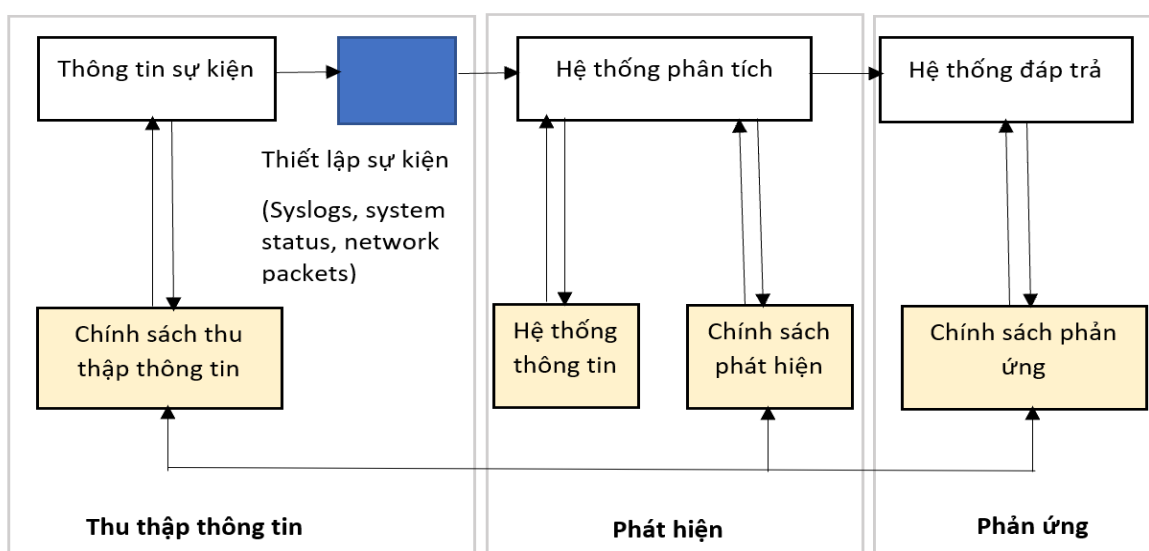 Thông tin sự kiện
Hệ thống phân tích
Hệ thống đáp trả
Thiết lập sự kiện
(Syslogs, system
status, network
packets)
Chính sách thu
thập thông tin
Hệ thống
thông tin
Chính sách
phát hiện
Chính sách phản
ứng
Thu thập thông tin
Phát hiện
Phản ứng